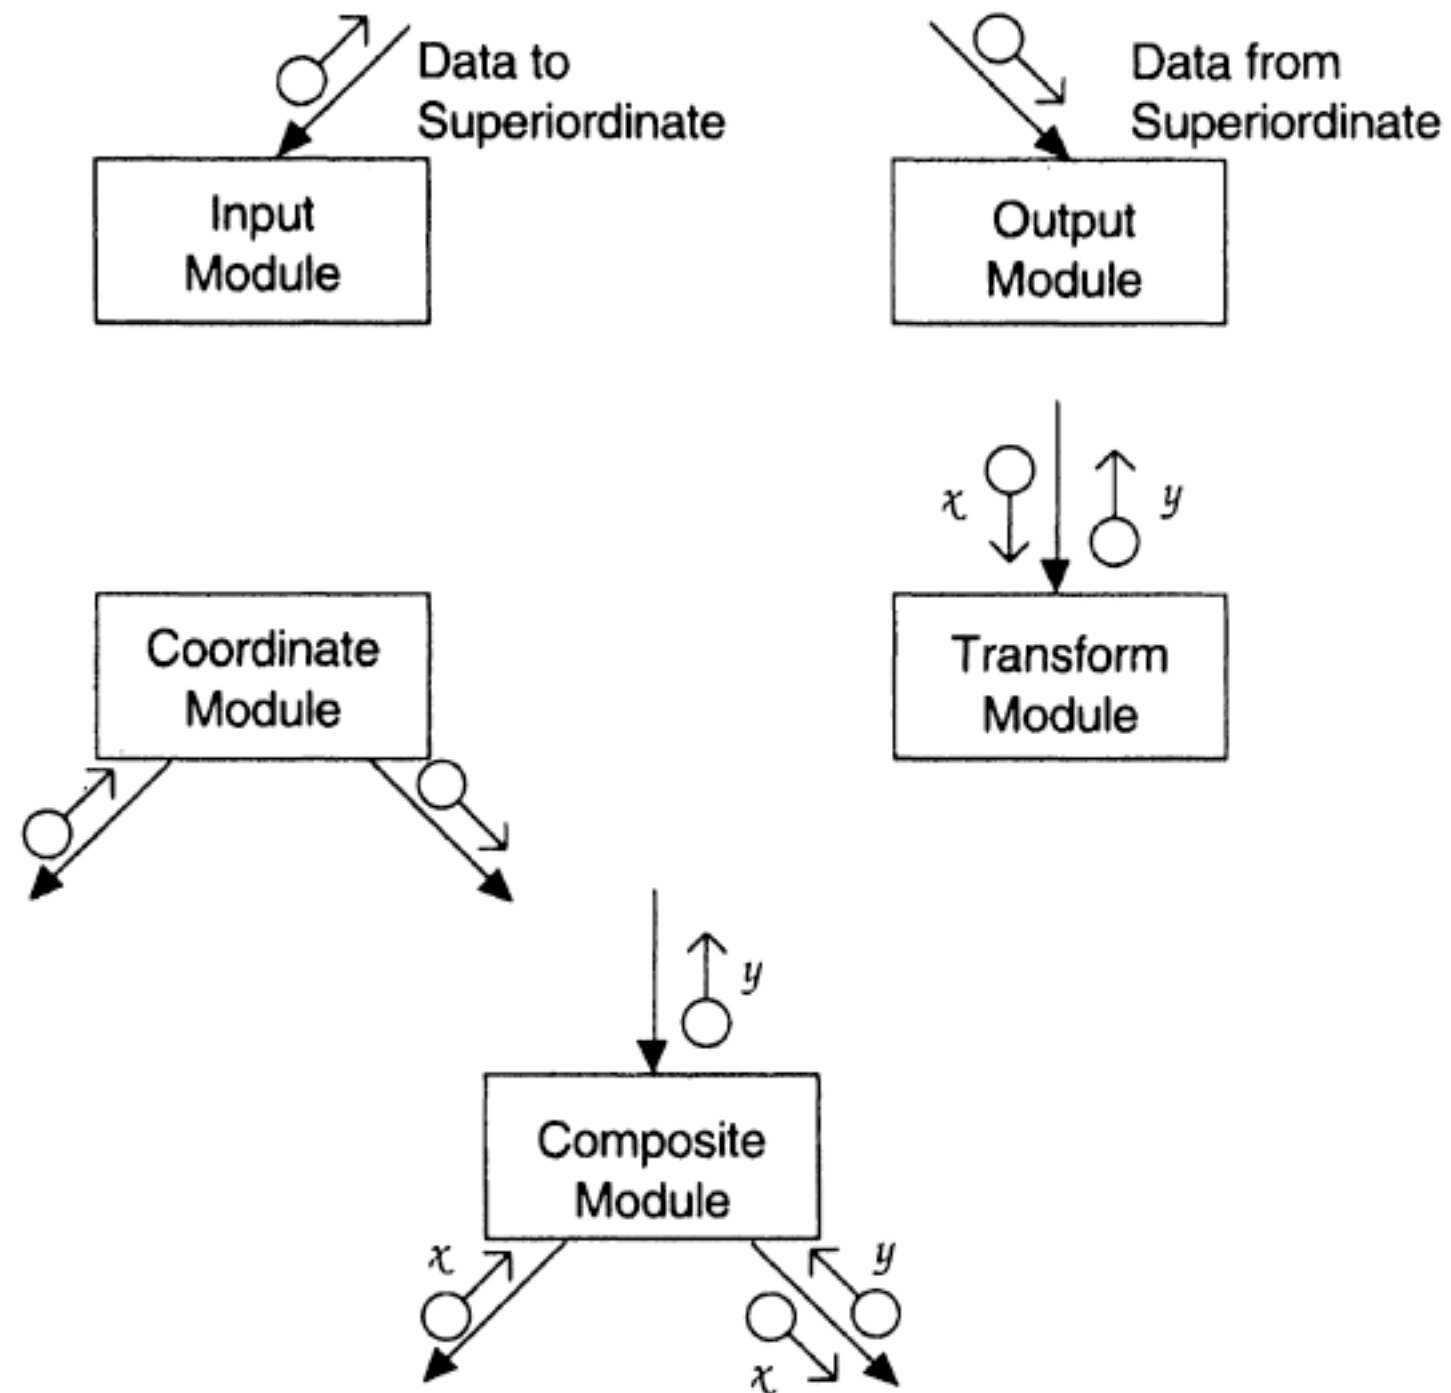 Data to
Superiordinate
Input
Module
Data from
Superiordinate
Output
Module
x
y
Coordinate
Module
Transform
Module
y
Composite
Module
x
y
x